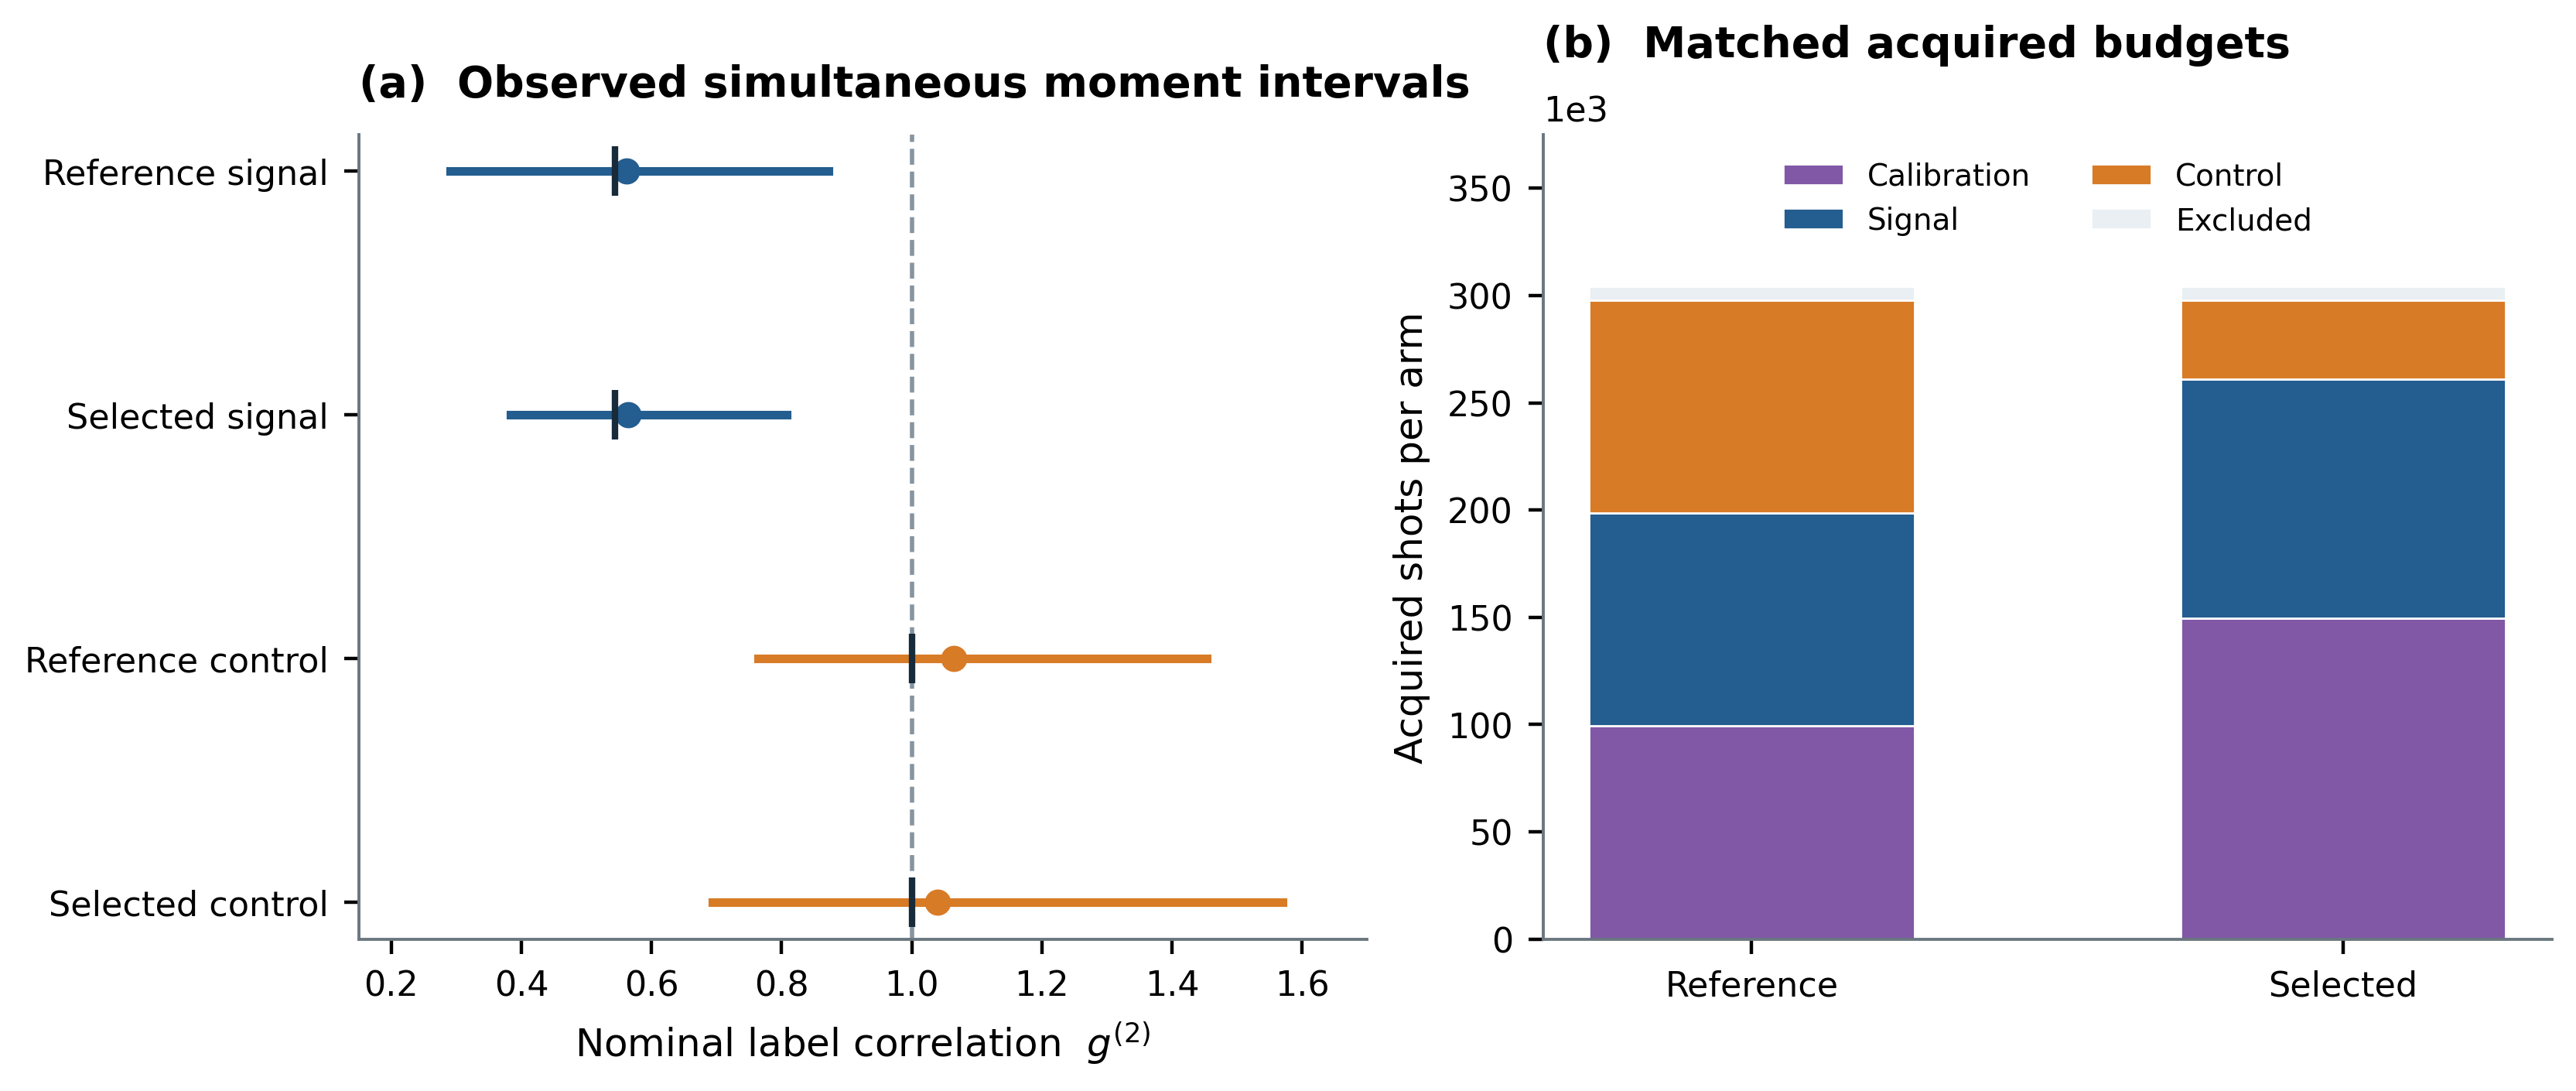 (a) Observed simultaneous moment intervals
Reference signal
Selected signal
Reference control
Selected control
0.2 0.4 0.6 0.8 1.0 1.2 1.4 1.6
Nominal label correlation g^(2)
(b) Matched acquired budgets
1e3
Calibration
Signal
Control
Excluded
Acquired shots per arm
350
300
250
200
150
100
50
0
Reference
Selected